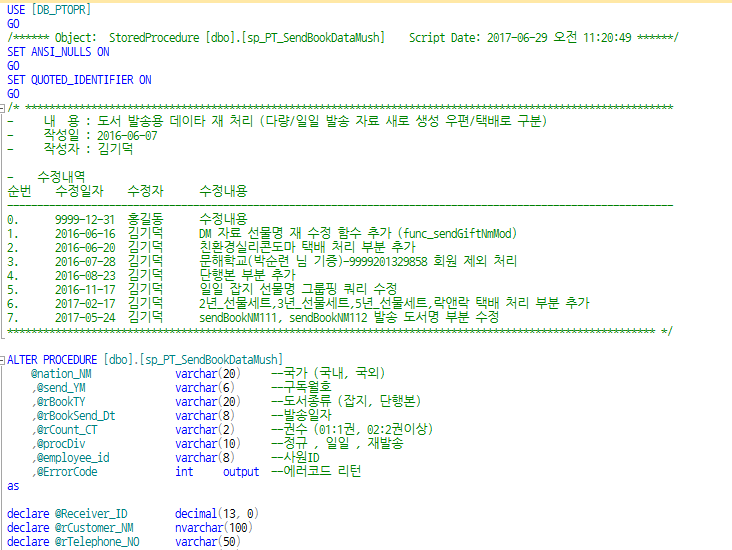 USE [DB_PTOPR]
GO
/****** Object:  StoredProcedure [dbo].[sp_PT_SendBookDataMush]    Script Date: 2017-06-29 오전 11:20:49 ******/
SET ANSI_NULLS ON
GO
SET QUOTED_IDENTIFIER ON
GO
/* *************************************************************************************************************
-     내  용 : 도서 발송용 데이타 재 처리 (다량/일일 발송 자료 새로 생성 우편/택배로 구분)
-     작성일 : 2016-06-07
-     작성자 : 김기덕
-    수정내역
순번    수정일자    수정자      수정내용
---------------------------------------------------------------------------------------------------------------
0.      9999-12-31  홍길동      수정내용
1.      2016-06-16  김기덕      DM 자료 선물명 재 수정 함수 추가 (func_sendGiftNmMod)
2.      2016-06-20  김기덕      친환경실리콘도마 택배 처리 부분 추가
3.      2016-07-28  김기덕      문해학교(박순련 님 기증)-9999201329858 회원 제외 처리
4.      2016-08-23  김기덕      단행본 부분 추가
5.      2016-11-17  김기덕      일일 잡지 선물명 그룹핑 쿼리 수정
6.      2017-02-17  김기덕      2년_선물세트,3년_선물세트,5년_선물세트,락앤락 택배 처리 부분 추가
7.      2017-05-24  김기덕      sendBookNM111, sendBookNM112 발송 도서명 부분 수정
************************************************************************************************************* */
ALTER PROCEDURE [dbo].[sp_PT_SendBookDataMush]
    @nation_NM              varchar(20)     --국가 (국내, 국외)
    ,@send_YM               varchar(6)      --구독월호
    ,@rBookTY               varchar(20)     --도서종류 (잡지, 단행본)
    ,@rBookSend_Dt          varchar(8)      --발송일자
    ,@rCount_CT             varchar(2)      --권수 (01:1권, 02:2권이상)
    ,@procDiv               varchar(10)     --정규 , 일일 , 재발송
    ,@employee_id           varchar(8)      --사원ID
    ,@ErrorCode             int     output  --에러코드 리턴
as
declare @Receiver_ID        decimal(13, 0)
declare @rCustomer_NM       nvarchar(100)
declare @rTelephone_NO      varchar(50)